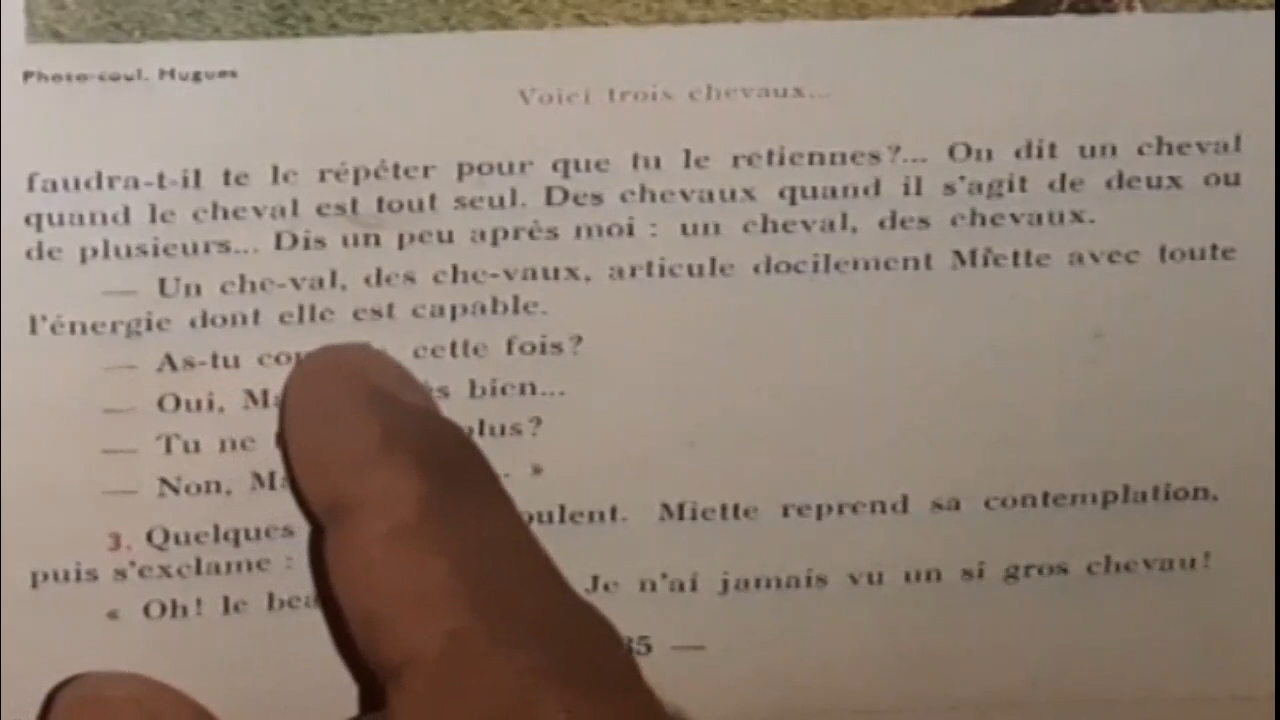 Photo-coul. Hugues
Voici trois chevaux...
faudra-t-il te le répéter pour que tu le retiennes?... On dit un cheval
quand le cheval est tout seul. Des chevaux quand il s'agit de deux ou
de plusieurs... Dis un peu après moi : un cheval, des chevaux.
— Un che-val, des che-vaux, articule docilement Miette avec toute
l'énergie dont elle est capable.
— As-tu cette fois?
— Oui, bien...
— Tu ne plus?
— Non, »
3. Quelques Miette reprend sa contemplation,
puis s'exclame :
« Oh! le Je n'ai jamais vu un si gros chevau!